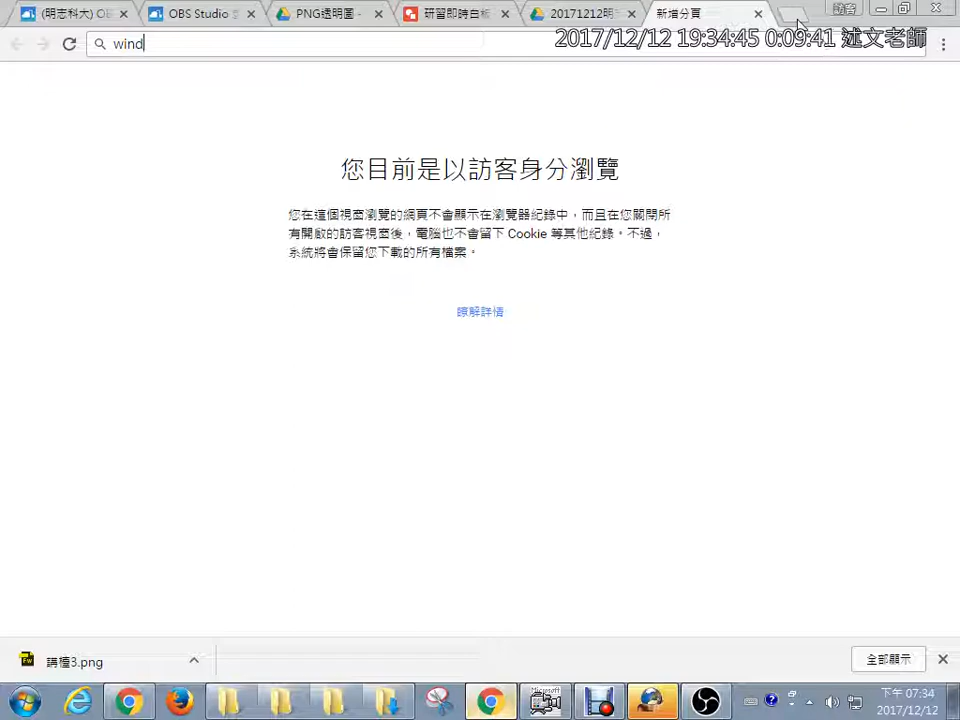 (明志科大) O
OBS Studio
PNG透明圖 -
研習即時白板
20171212明
新增分頁
訪客
wind
2017/12/12 19:34:45 0:09:41 述文老師
您目前是以訪客身分瀏覽
您在這個視窗瀏覽的網頁不會顯示在瀏覽器紀錄中，而且在您關閉所
有開啟的訪客視窗後，電腦也不會留下 Cookie 等其他紀錄。不過，
系統將會保留您下載的所有檔案。
瞭解詳情
講檯3.png
全部顯示
Microsoft
下午 07:34
2017/12/12